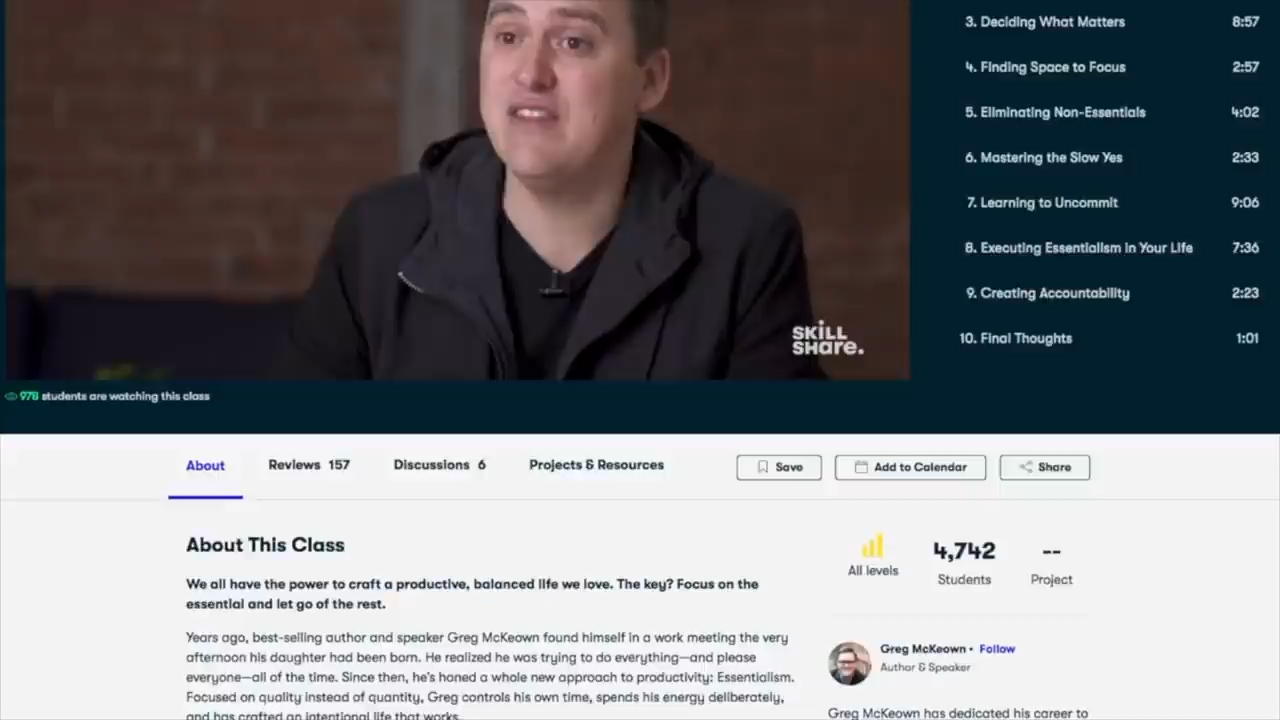 3. Deciding What Matters 8:57
4. Finding Space to Focus 2:57
5. Eliminating Non-Essentials 4:02
6. Mastering the Slow Yes 2:33
7. Learning to Uncommit 9:06
8. Executing Essentialism in Your Life 7:36
9. Creating Accountability 2:23
10. Final Thoughts 1:01
SKILL
SHare.
978 students are watching this class
About Reviews 157 Discussions 6 Projects & Resources Save Add to Calendar Share
About This Class
We all have the power to craft a productive, balanced life we love. The key? Focus on the
essential and let go of the rest.
Years ago, best-selling author and speaker Greg McKeown found himself in a work meeting the very
afternoon his daughter had been born. He realized he was trying to do everything—and please
everyone—all of the time. Since then, he's honed a whole new approach to productivity: Essentialism.
Focused on quality instead of quantity, Greg controls his own time, spends his energy deliberately,
and has crafted an intentional life that works.
All levels
4,742
Students
--
Project
Greg McKeown • Follow
Author & Speaker
Greg McKeown has dedicated his career to